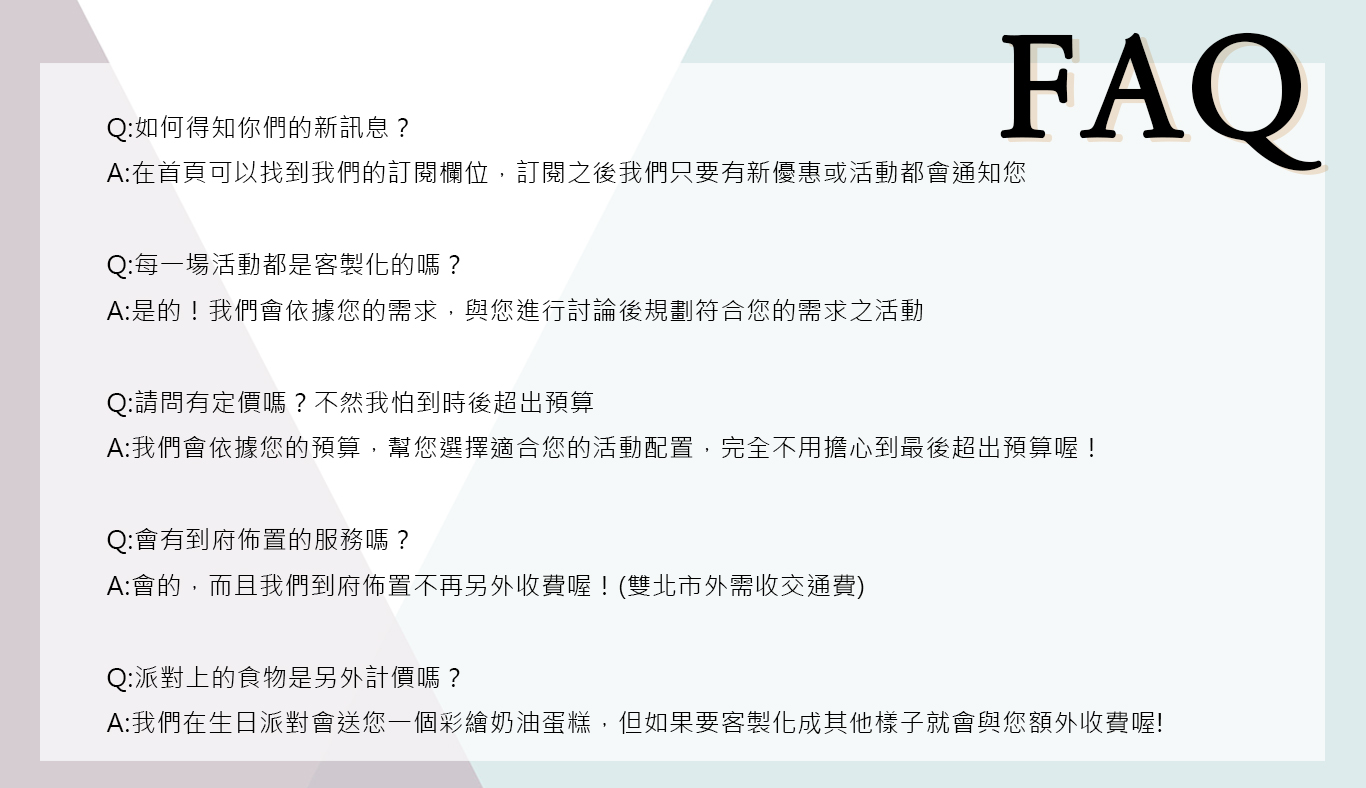 FAQ
Q:如何得知你們的新訊息？
A:在首頁可以找到我們的訂閱欄位，訂閱之後我們只要有新優惠或活動都會通知您
Q:每一場活動都是客製化的嗎？
A:是的！我們會依據您的需求，與您進行討論後規劃符合您的需求之活動
Q:請問有定價嗎？不然我怕到時後超出預算
A:我們會依據您的預算，幫您選擇適合您的活動配置，完全不用擔心到最後超出預算喔！
Q:會有到府佈置的服務嗎？
A:會的，而且我們到府佈置不再另外收費喔！(雙北市外需收交通費)
Q:派對上的食物是另外計價嗎？
A:我們在生日派對會送您一個彩繪奶油蛋糕，但如果要客製化成其他樣子就會與您額外收費喔!